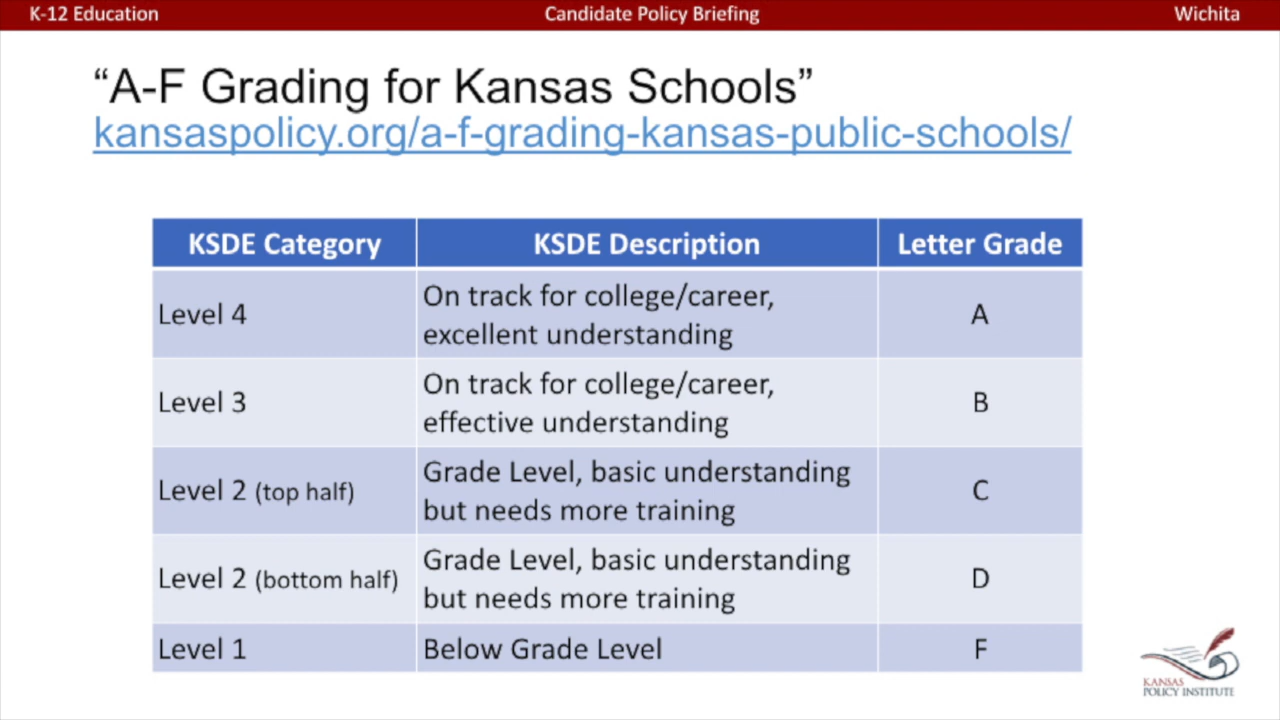 K-12 Education
Candidate Policy Briefing
Wichita
“A-F Grading for Kansas Schools”
kansaspolicy.org/a-f-grading-kansas-public-schools/
KSDE Category
KSDE Description
Letter Grade
Level 4
On track for college/career,
excellent understanding
A
Level 3
On track for college/career,
effective understanding
B
Level 2 (top half)
Grade Level, basic understanding
but needs more training
C
Level 2 (bottom half)
Grade Level, basic understanding
but needs more training
D
Level 1
Below Grade Level
F
KANSAS
POLICY INSTITUTE